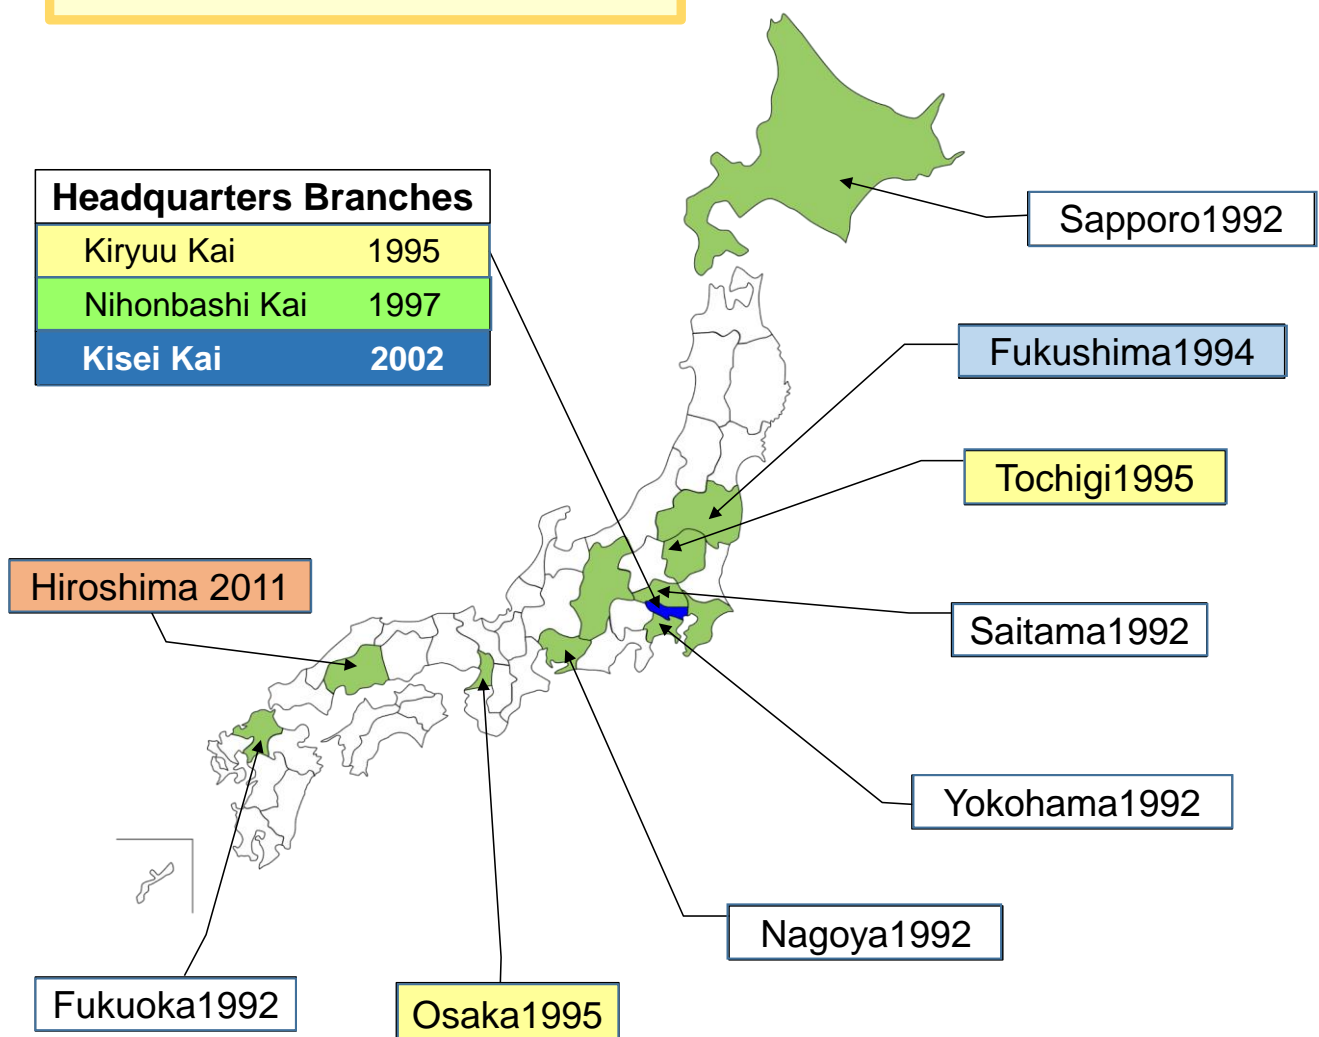 Headquarters Branches
Kiryuu Kai 1995
Nihonbashi Kai 1997
Kisei Kai 2002
Sapporo1992
Fukushima1994
Tochigi1995
Hiroshima 2011
Saitama1992
Yokohama1992
Nagoya1992
Fukuoka1992
Osaka1995